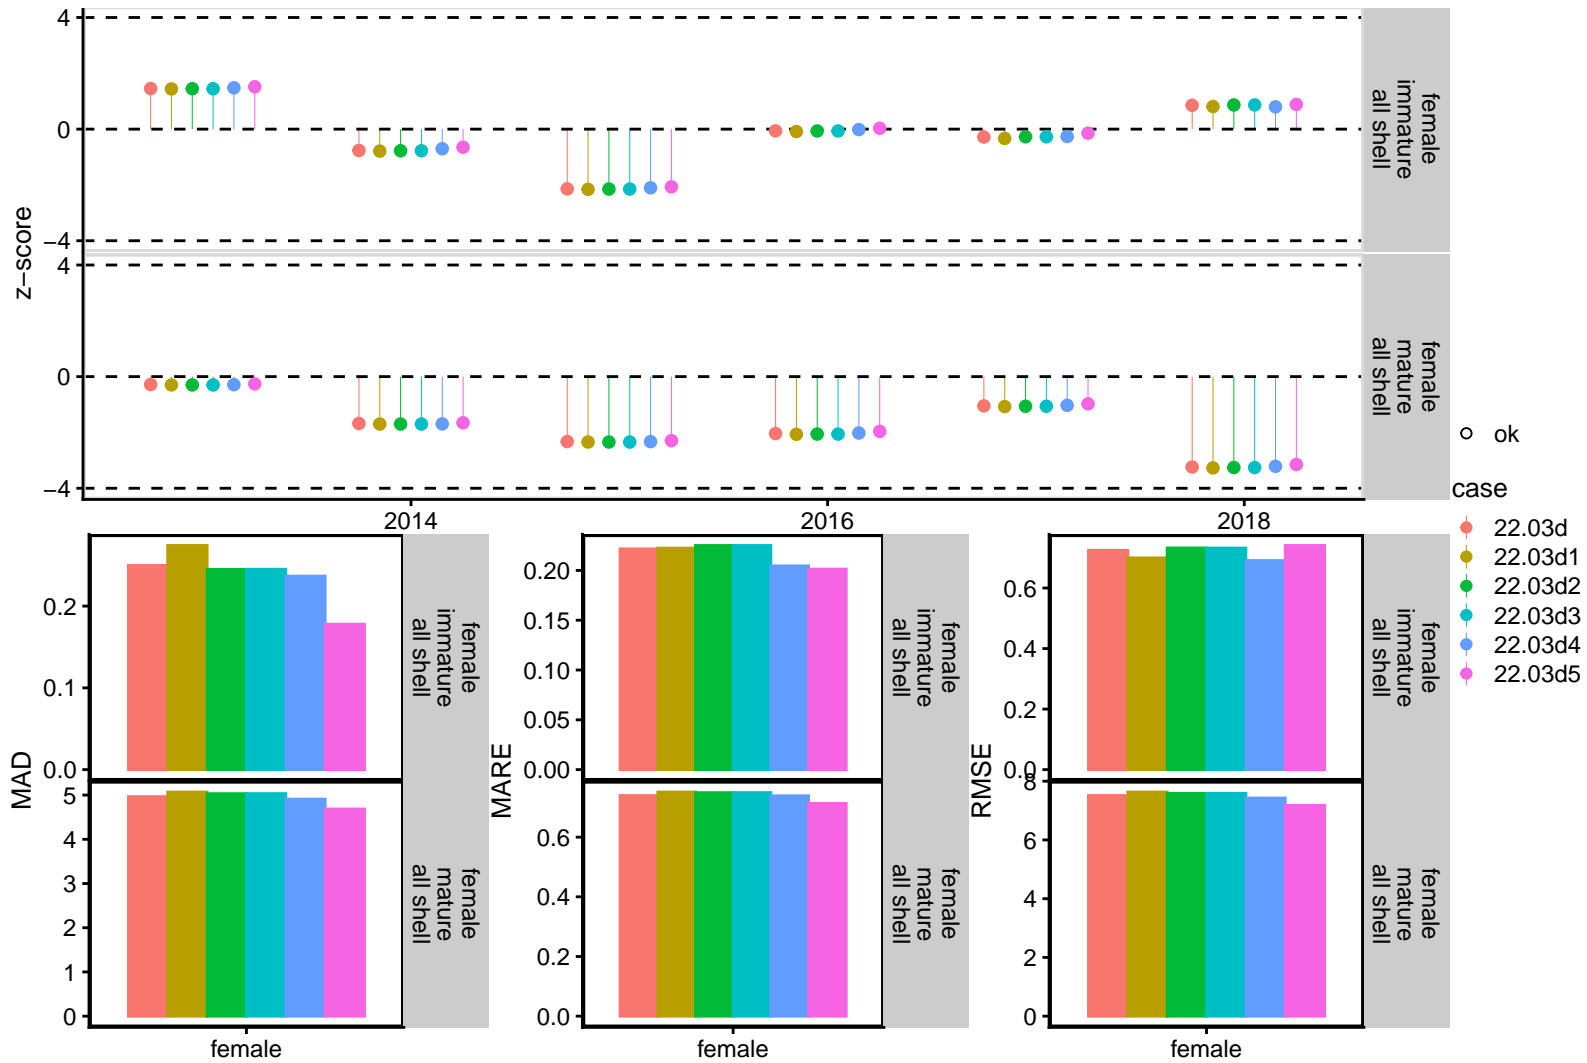 z−score
4
0
−4
female
immature
all shell
4
0
−4
female
mature
all shell
2014
2016
2018
ok
case
22.03d
22.03d1
22.03d2
22.03d3
22.03d4
22.03d5
MAD
0.2
0.1
0.0
female
immature
all shell
5
4
3
2
1
0
female
mature
all shell
female
MARE
0.20
0.15
0.10
0.05
0.00
female
immature
all shell
0.6
0.4
0.2
0.0
female
mature
all shell
female
RMSE
0.6
0.4
0.2
0.0
female
immature
all shell
8
6
4
2
0
female
mature
all shell
female